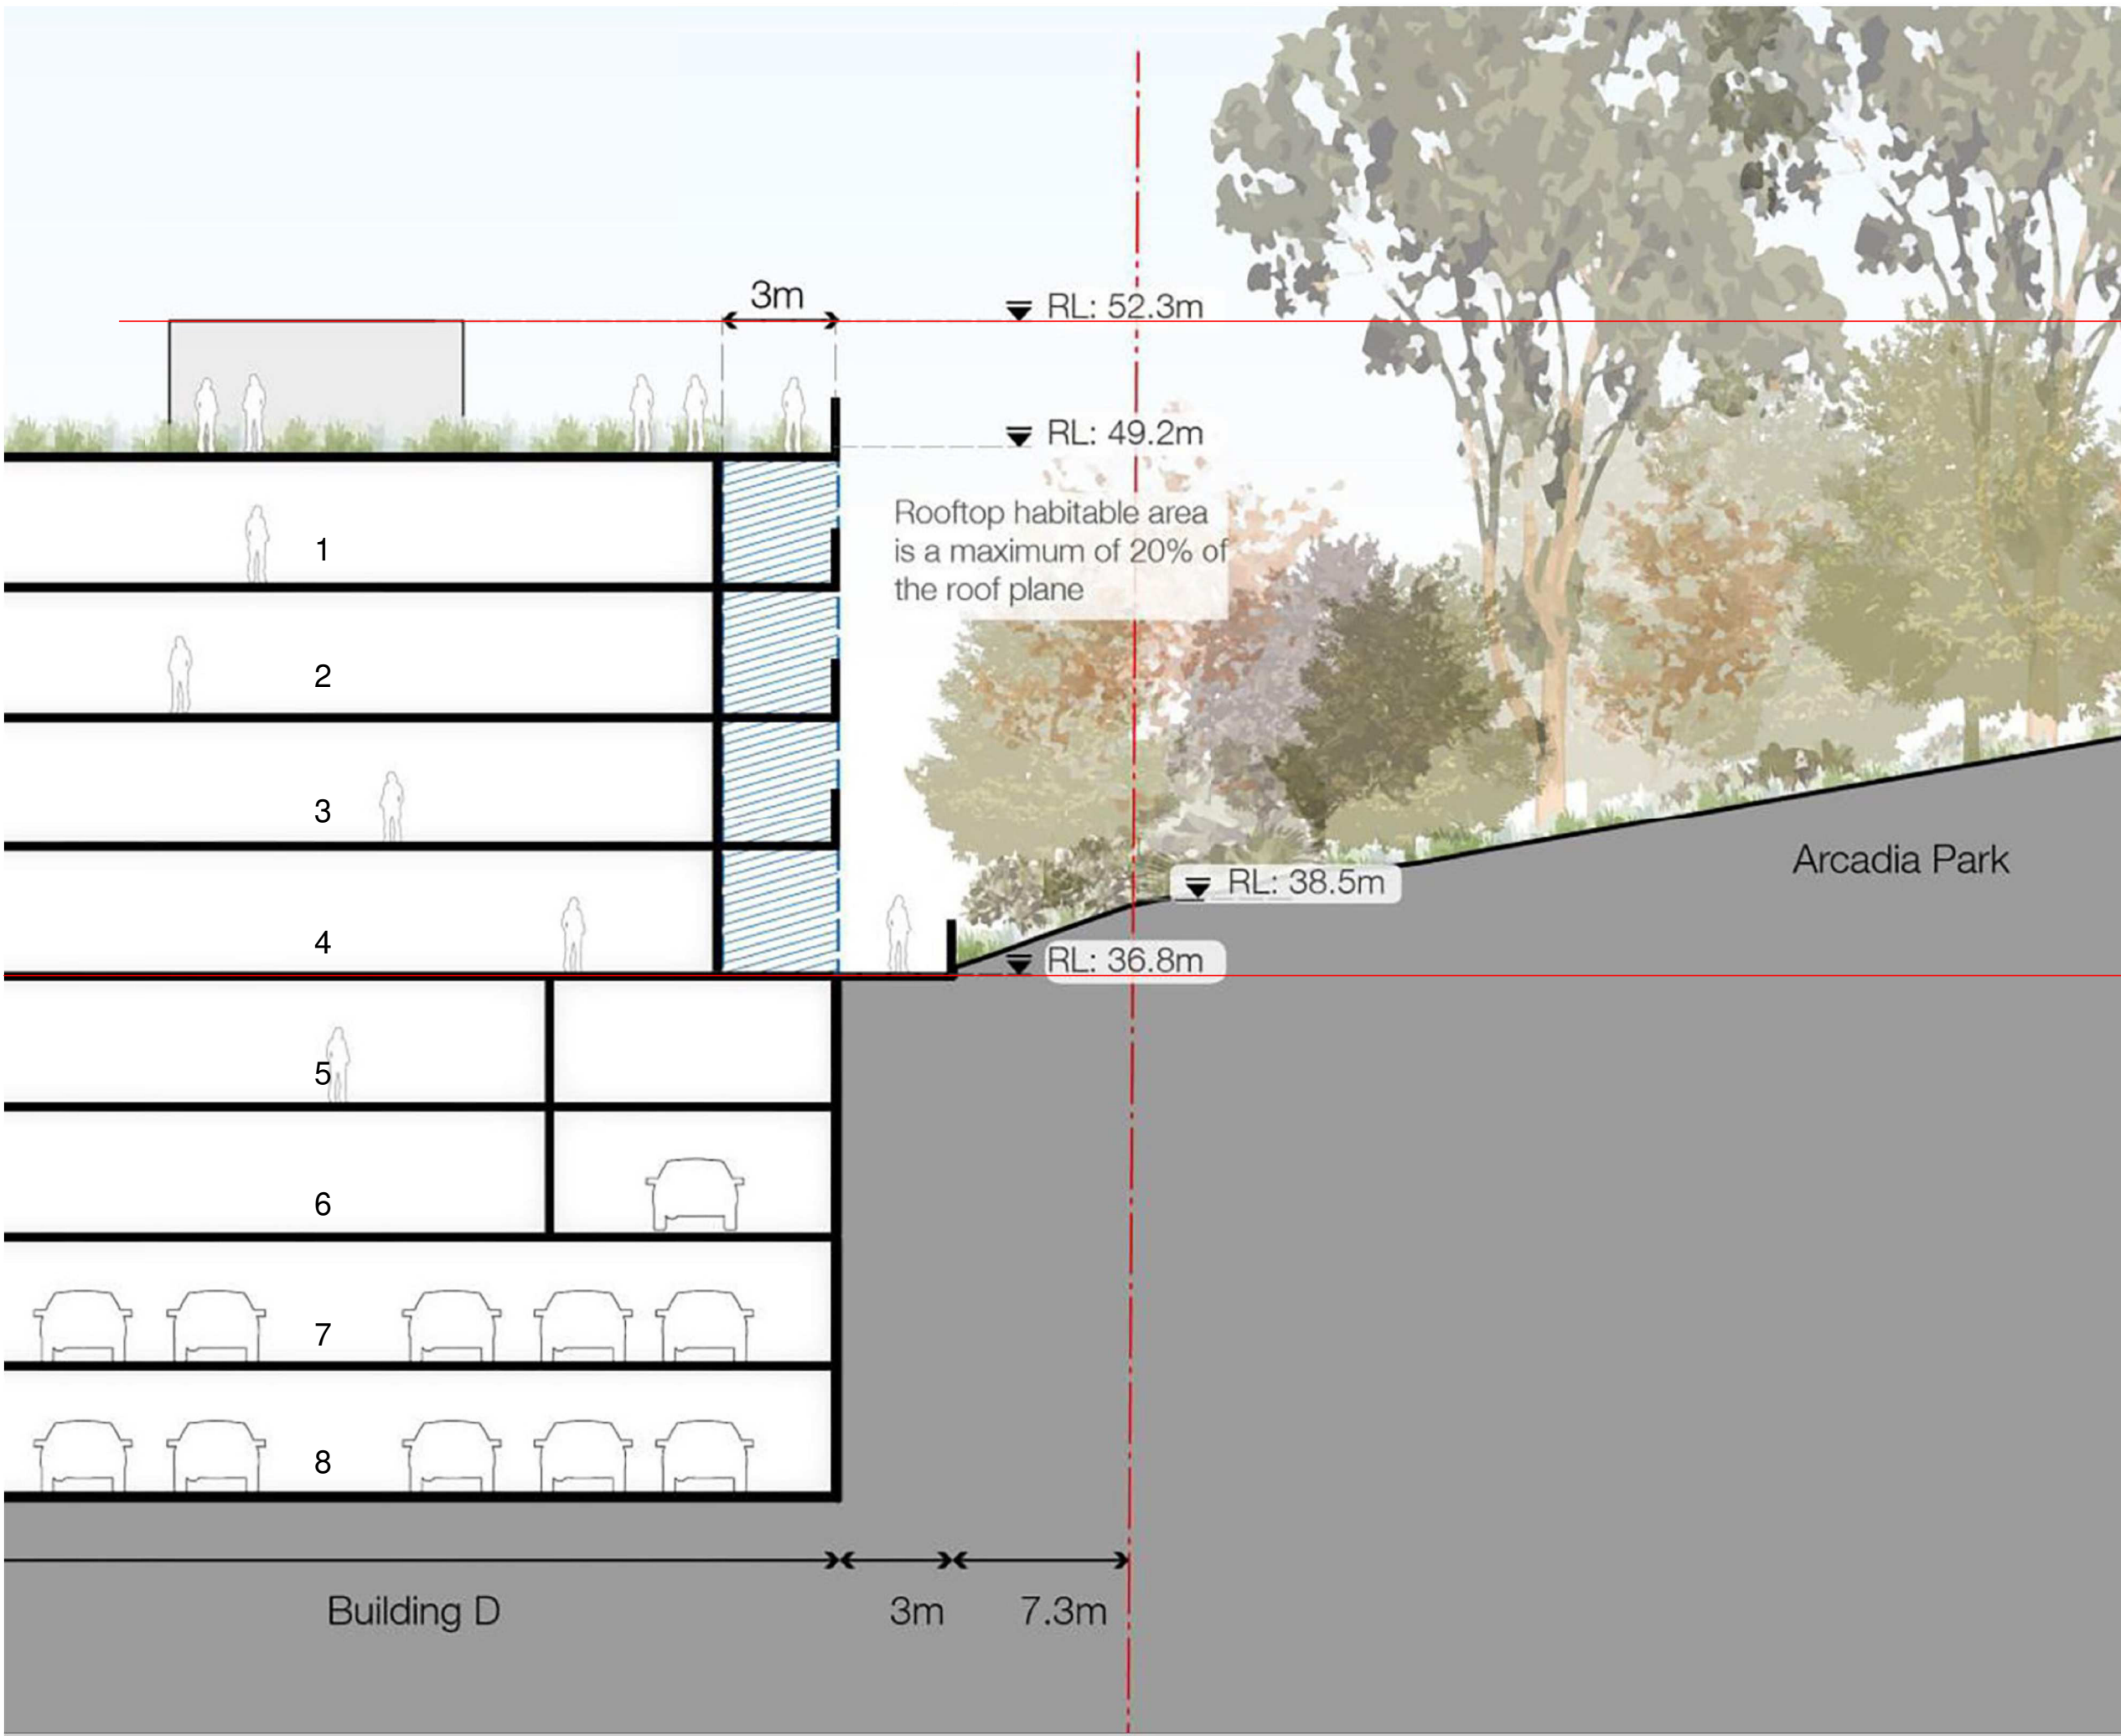 3m
RL: 52.3m
RL: 49.2m
Rooftop habitable area
is a maximum of 20% of
the roof plane
1
2
3
Arcadia Park
RL: 38.5m
4
RL: 36.8m
5
6
7
8
Building D
3m
7.3m